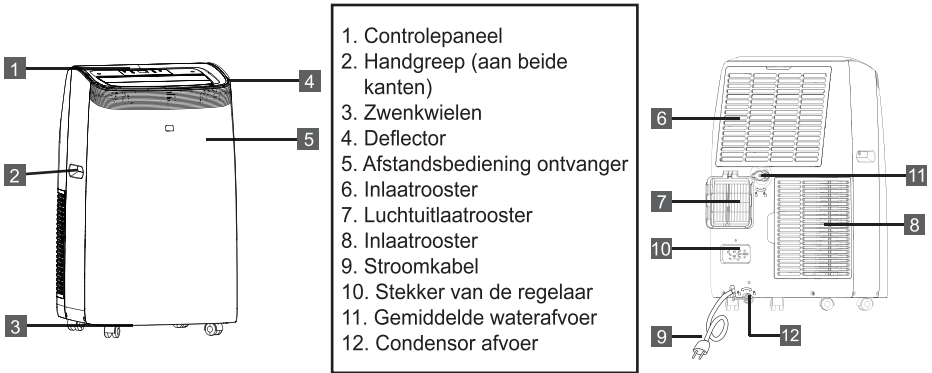 1
2
3
4
5
1. Controlepaneel
2. Handgreep (aan beide
kanten)
3. Zwenkwielen
4. Deflector
5. Afstandsbediening ontvanger
6. Inlaatrooster
7. Luchtuitlaatrooster
8. Inlaatrooster
9. Stroomkabel
10. Stekker van de regelaar
11. Gemiddelde waterafvoer
12. Condensor afvoer
6
7
10
9
11
8
12